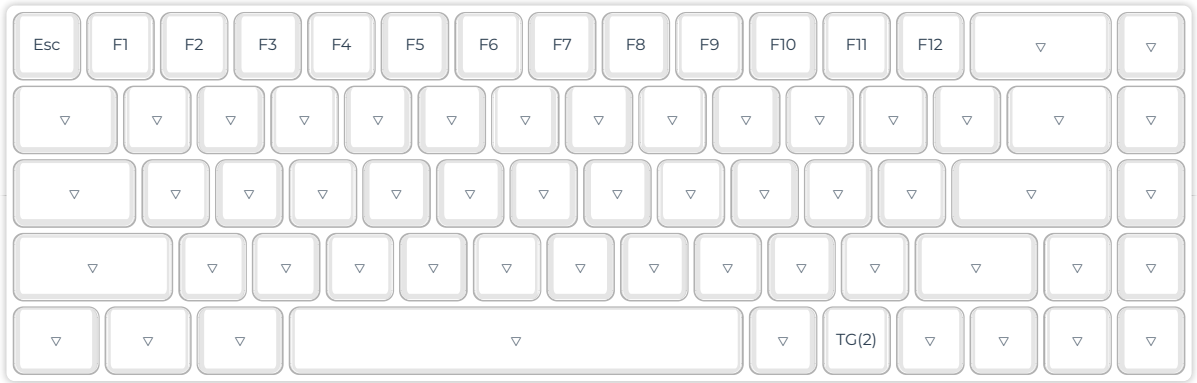 Esc F1 F2 F3 F4 F5 F6 F7 F8 F9 F10 F11 F12 ▽ ▽
▽ ▽ ▽ ▽ ▽ ▽ ▽ ▽ ▽ ▽ ▽ ▽ ▽ ▽ ▽
▽ ▽ ▽ ▽ ▽ ▽ ▽ ▽ ▽ ▽ ▽ ▽ ▽ ▽
▽ ▽ ▽ ▽ ▽ ▽ ▽ ▽ ▽ ▽ ▽ ▽ ▽ ▽
▽ ▽ ▽ ▽ ▽ TG(2) ▽ ▽ ▽ ▽